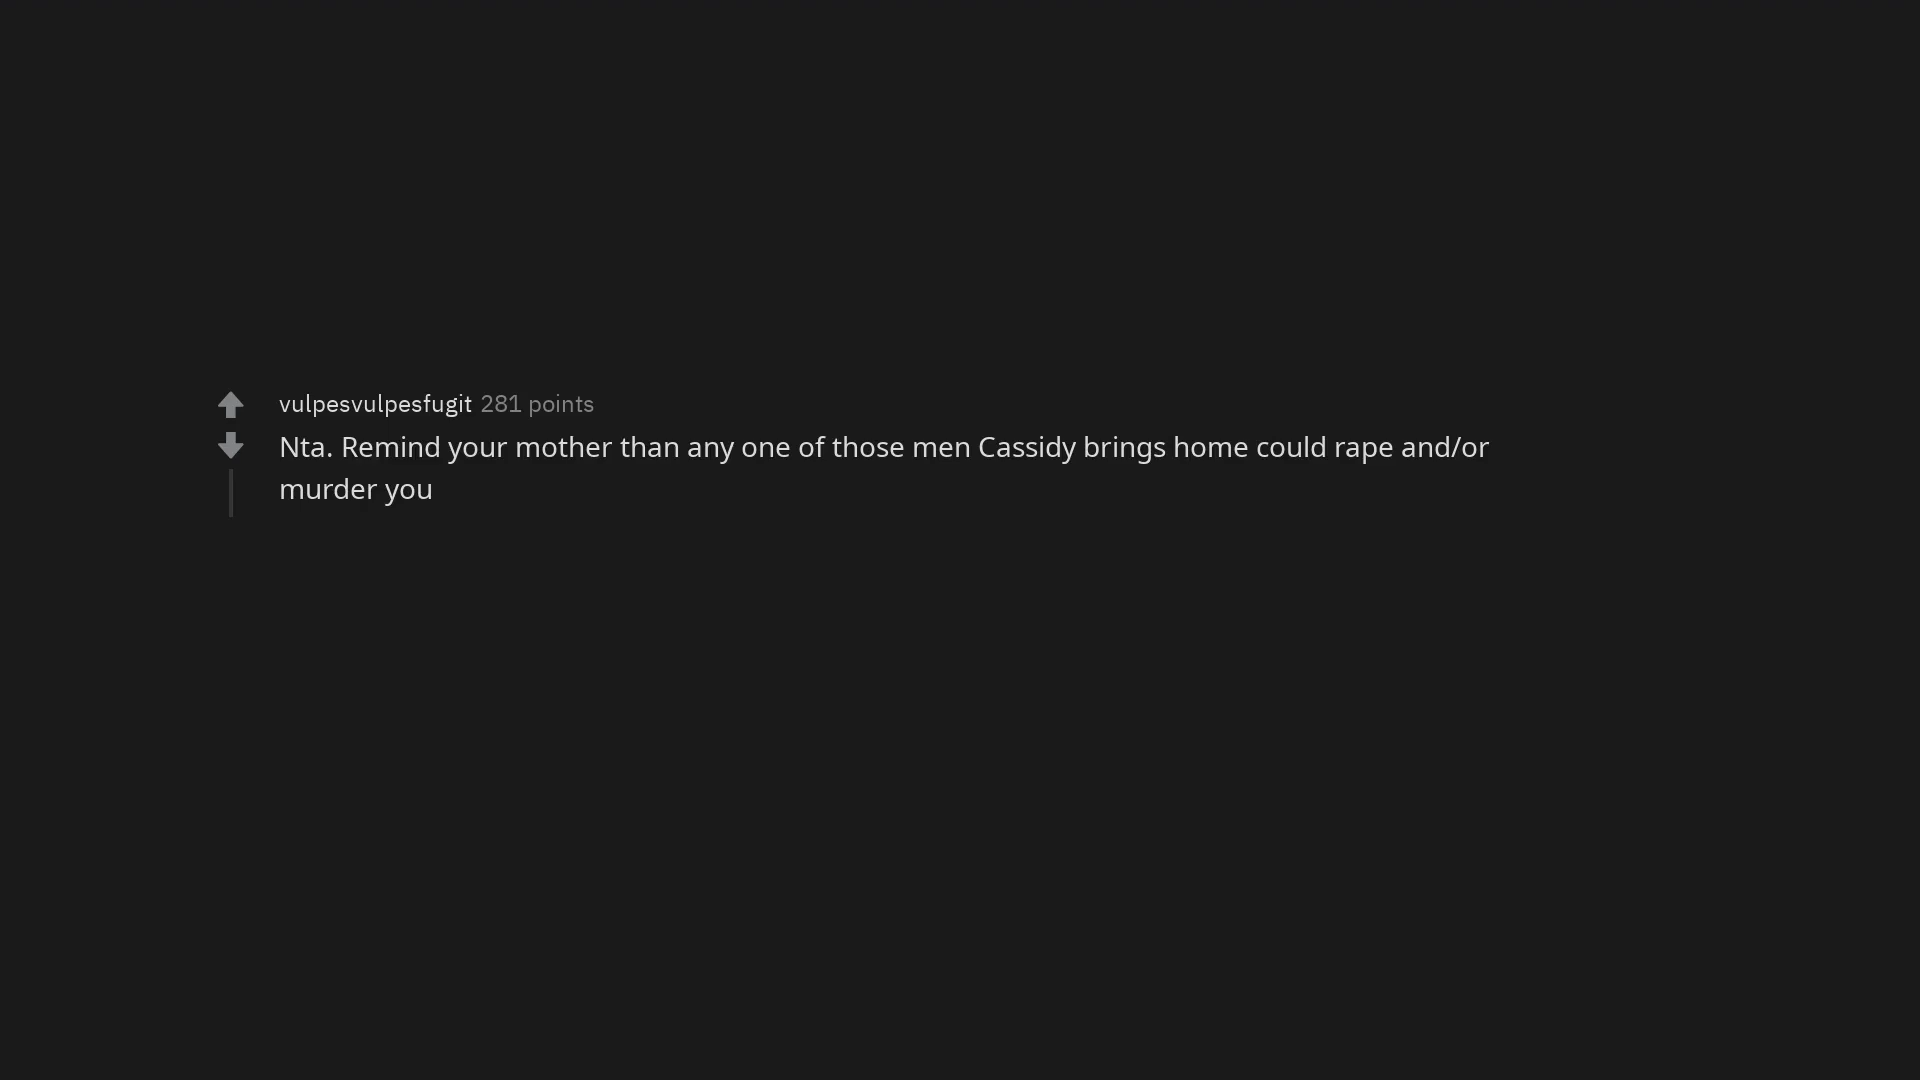 vulpesvulpesfugit 281 points
Nta. Remind your mother than any one of those men Cassidy brings home could rape and/or
murder you